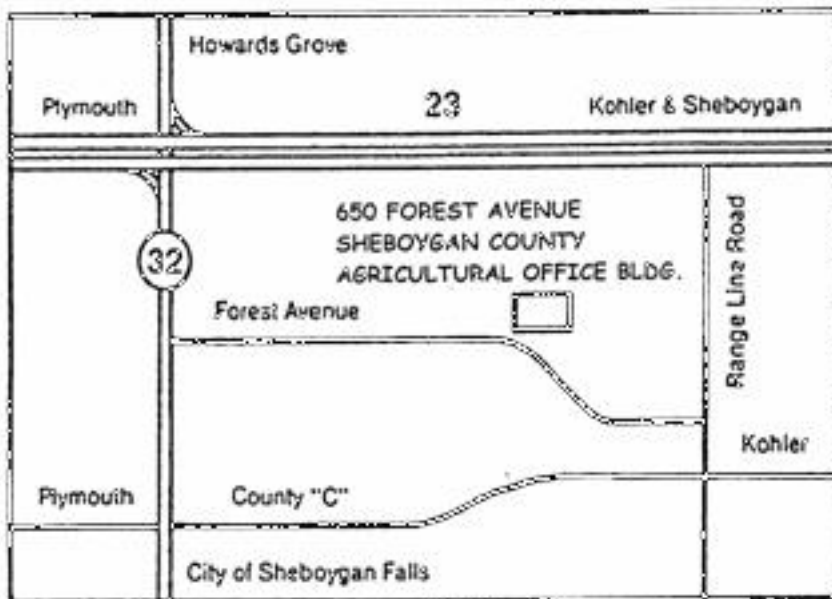 Howards Grove
Plymouth
23
Kohler & Sheboygan
650 FOREST AVENUE
SHEBOYGAN COUNTY
AGRICULTURAL OFFICE BLDG.
32
Forest Avenue
Range Line Road
Kohler
Plymouth
County "C"
City of Sheboygan Falls